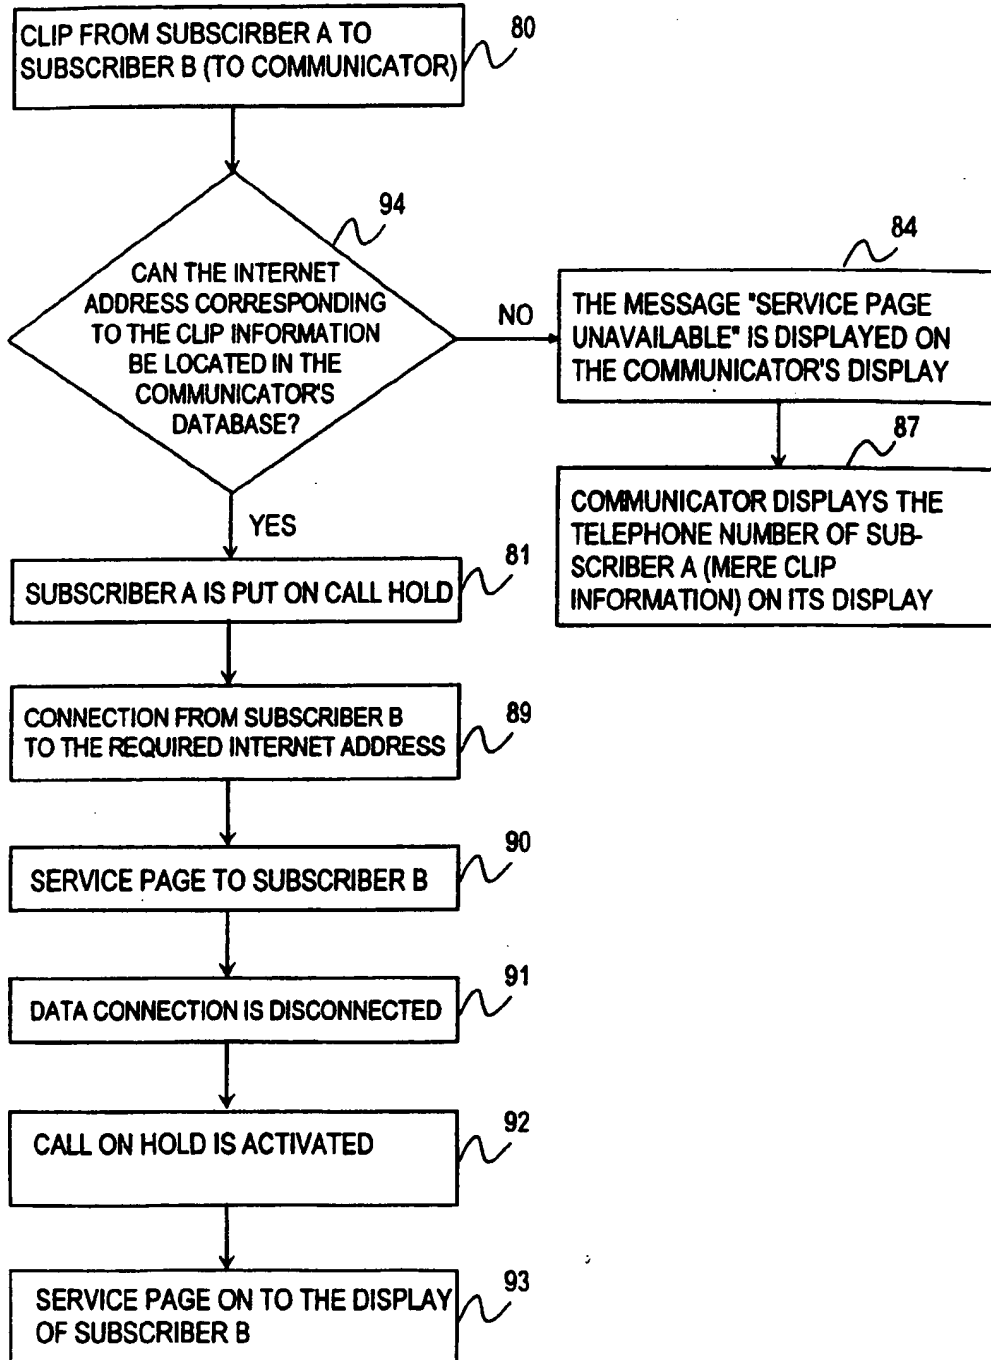 CLIP FROM SUBSCIRBER A TO
SUBSCRIBER B (TO COMMUNICATOR)
80
94
CAN THE INTERNET
ADDRESS CORRESPONDING
TO THE CLIP INFORMATION
BE LOCATED IN THE
COMMUNICATOR'S
DATABASE?
NO
84
THE MESSAGE "SERVICE PAGE
UNAVAILABLE" IS DISPLAYED ON
THE COMMUNICATOR'S DISPLAY
87
COMMUNICATOR DISPLAYS THE
TELEPHONE NUMBER OF SUB-
SCRIBER A (MERE CLIP
INFORMATION) ON ITS DISPLAY
YES
81
SUBSCRIBER A IS PUT ON CALL HOLD
CONNECTION FROM SUBSCRIBER B
TO THE REQUIRED INTERNET ADDRESS
89
90
SERVICE PAGE TO SUBSCRIBER B
91
DATA CONNECTION IS DISCONNECTED
92
CALL ON HOLD IS ACTIVATED
93
SERVICE PAGE ON TO THE DISPLAY
OF SUBSCRIBER B